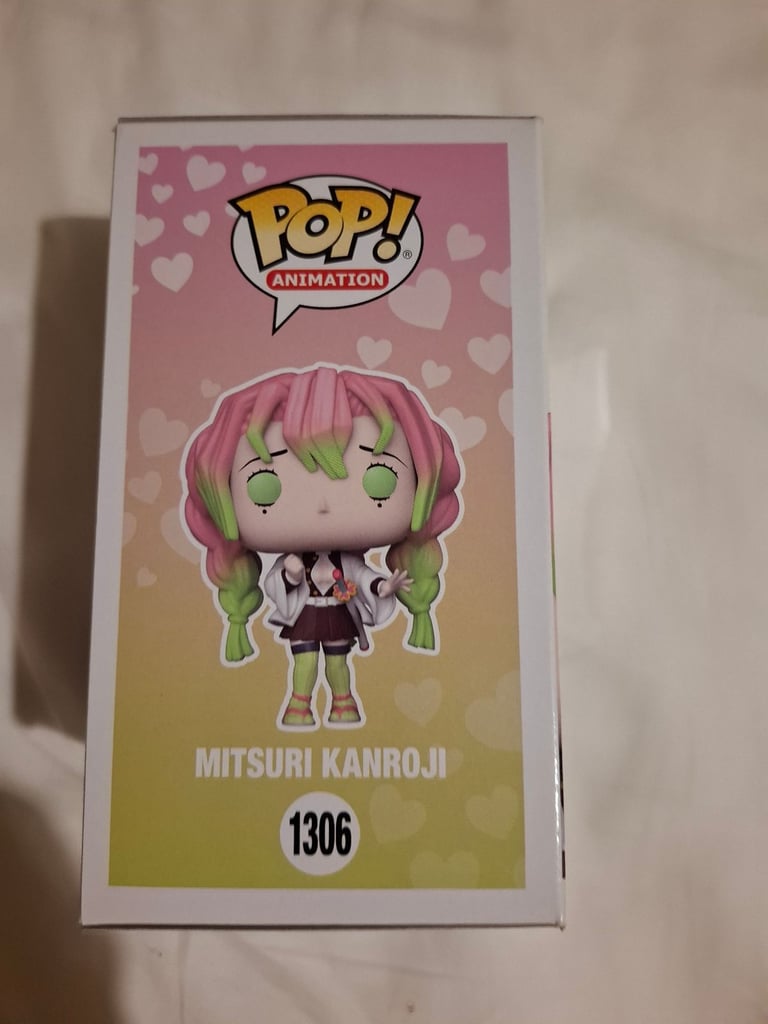 POP!®
ANIMATION
MITSURI KANROJI
1306